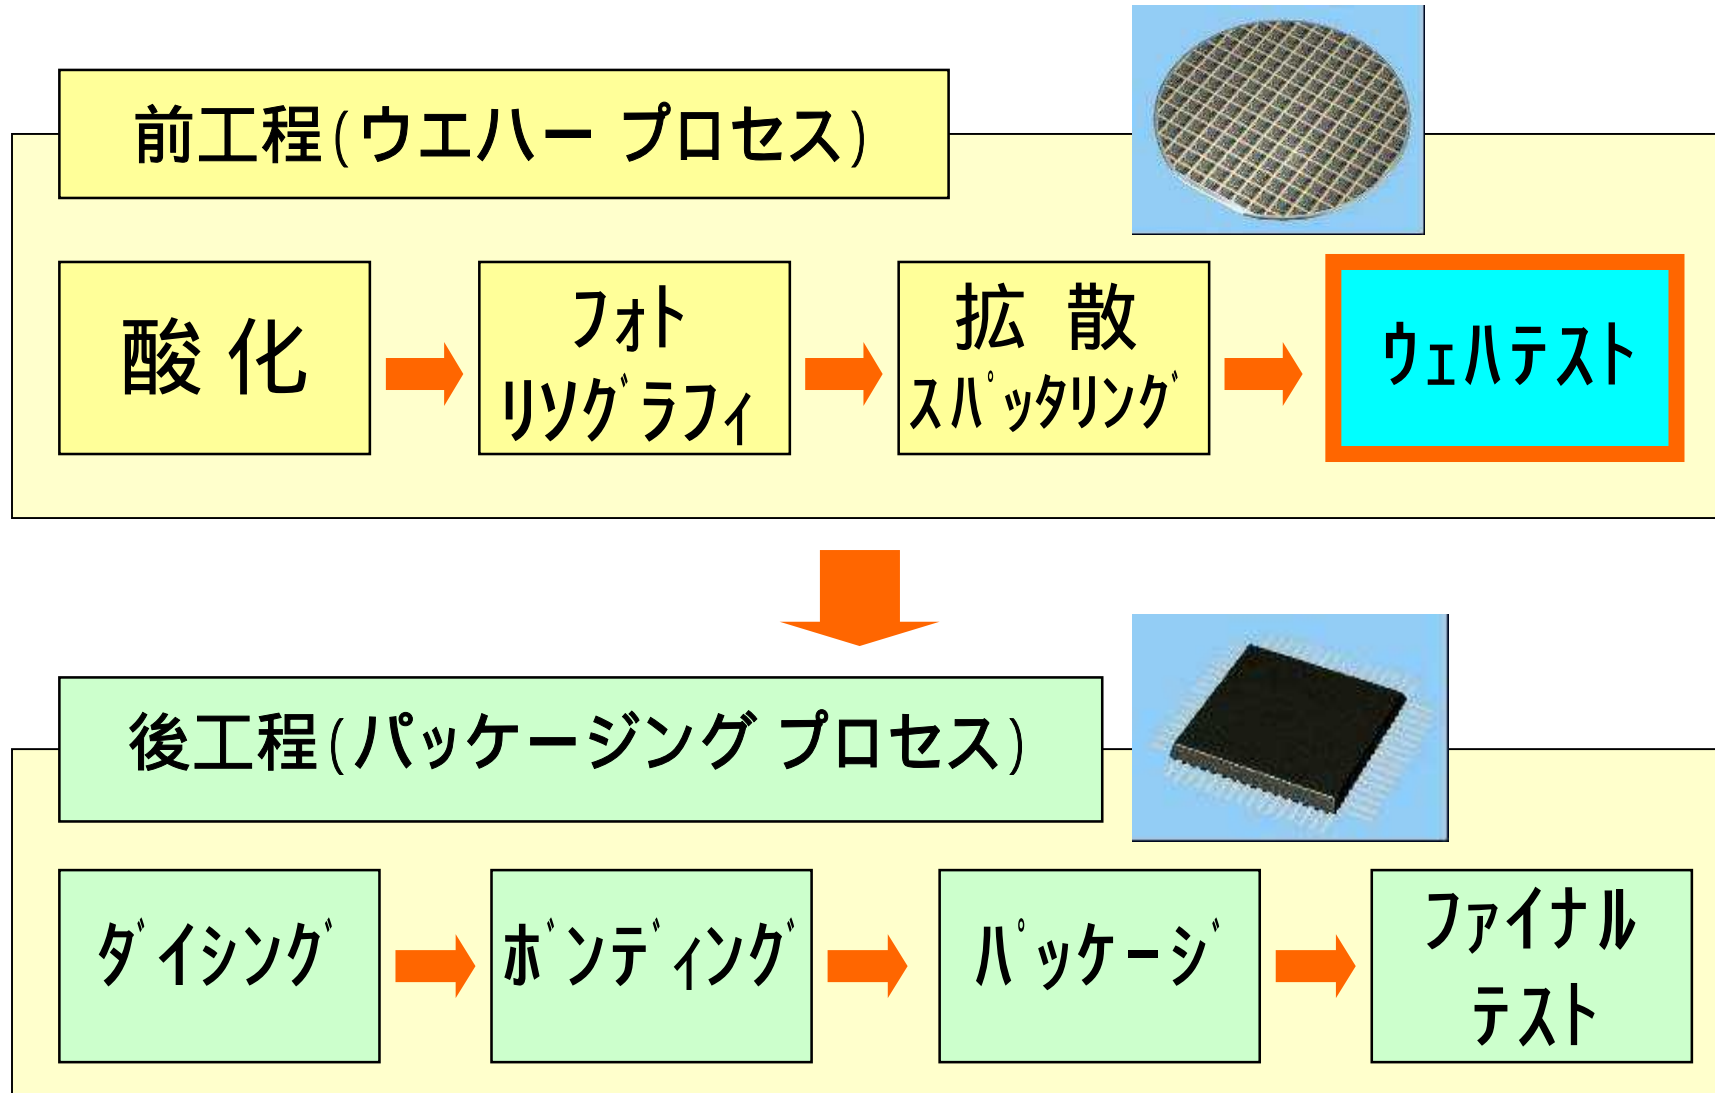 前工程(ウエハー プロセス)
酸 化
フォト
リソグラフィ
拡 散
スパッタリング
ウェハテスト
後工程(パッケージング プロセス)
ダイシング
ボンディング
パッケージ
ファイナル
テスト